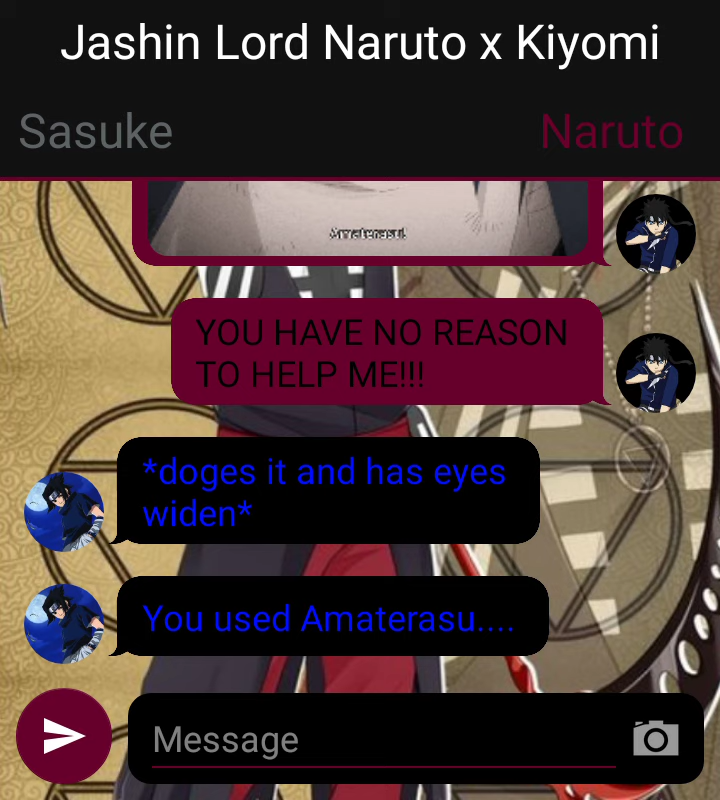 Jashin Lord Naruto x Kiyomi
Sasuke
Naruto
Amaterasu!
YOU HAVE NO REASON
TO HELP ME!!!
*doges it and has eyes
widen*
You used Amaterasu....
Message